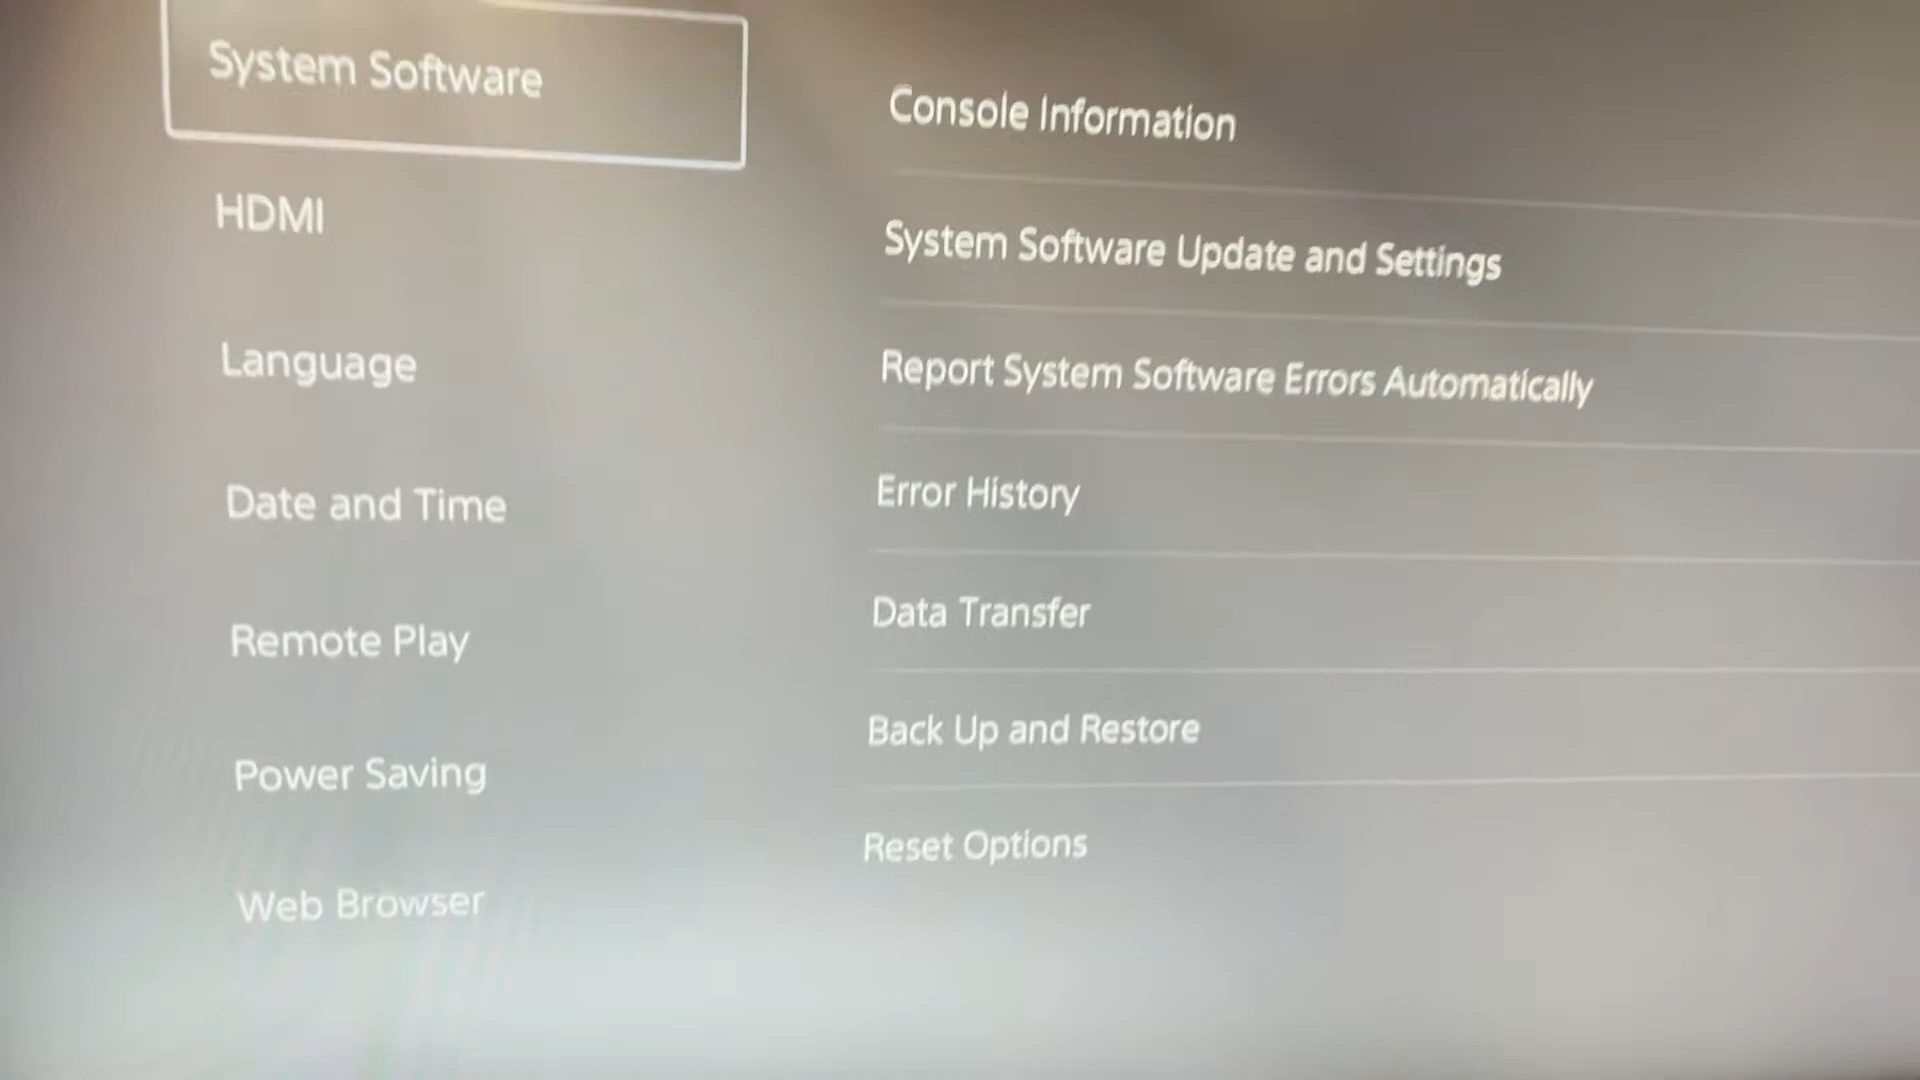 System Software
HDMI
Language
Date and Time
Remote Play
Power Saving
Web Browser
Console Information
System Software Update and Settings
Report System Software Errors Automatically
Error History
Data Transfer
Back Up and Restore
Reset Options